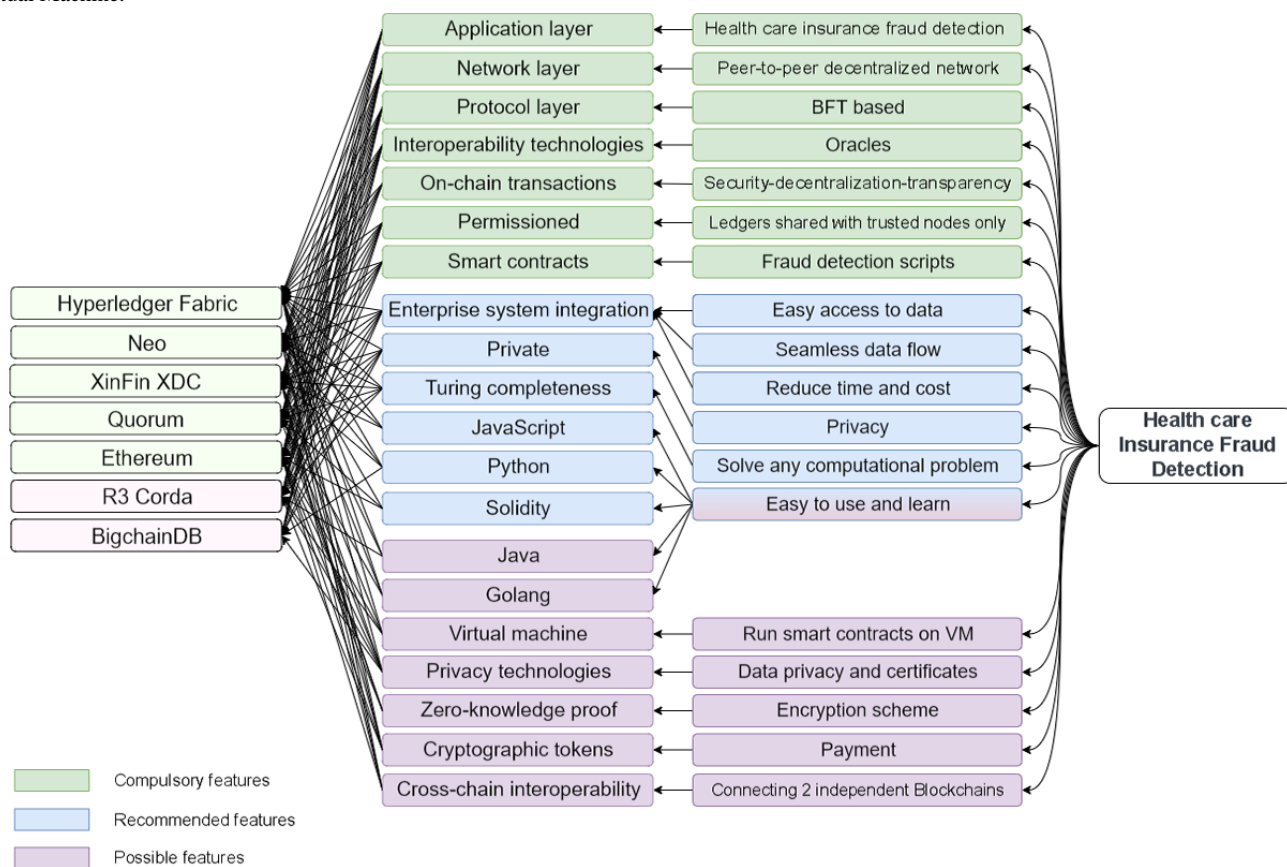 Application layer
Health care insurance fraud detection
Network layer
Peer-to-peer decentralized network
Protocol layer
BFT based
Interoperability technologies
Oracles
On-chain transactions
Security-decentralization-transparency
Permissioned
Ledgers shared with trusted nodes only
Smart contracts
Fraud detection scripts
Hyperledger Fabric
Neo
XinFin XDC
Quorum
Ethereum
R3 Corda
BigchainDB
Enterprise system integration
Easy access to data
Private
Seamless data flow
Turing completeness
Reduce time and cost
JavaScript
Privacy
Python
Solve any computational problem
Solidity
Easy to use and learn
Java
Golang
Virtual machine
Run smart contracts on VM
Privacy technologies
Data privacy and certificates
Zero-knowledge proof
Encryption scheme
Cryptographic tokens
Payment
Cross-chain interoperability
Connecting 2 independent Blockchains
Health care
Insurance Fraud
Detection
Compulsory features
Recommended features
Possible features